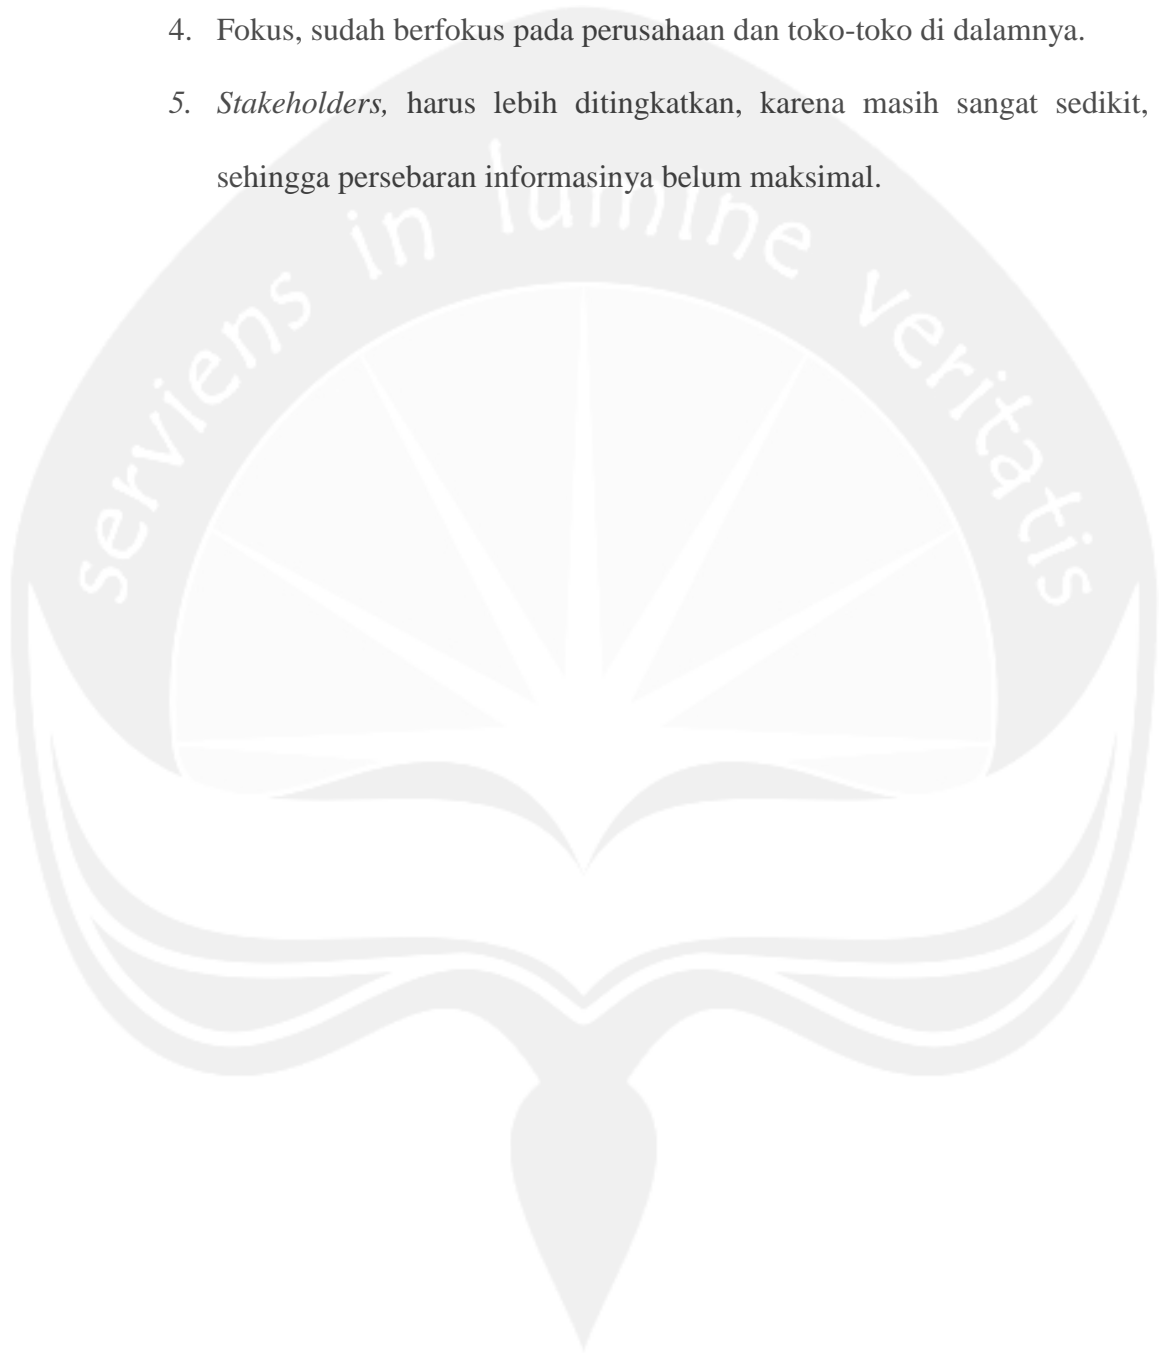 4. Fokus, sudah berfokus pada perusahaan dan toko-toko di dalamnya.
5. Stakeholders, harus lebih ditingkatkan, karena masih sangat sedikit,
sehingga persebaran informasinya belum maksimal.
serviens in lumine veritatis